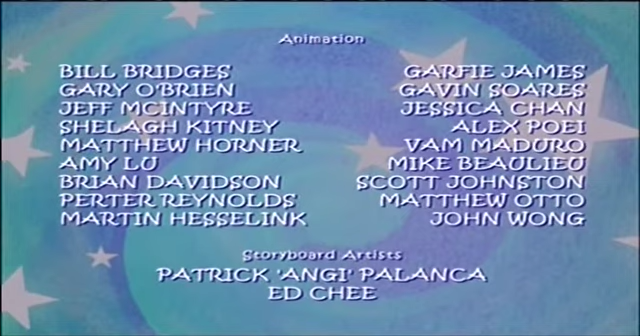 Animation
BILL BRIDGES
GARY O'BRIEN
JEFF MCINTYRE
SHELAGH KITNEY
MATTHEW HORNER
AMY LU
BRIAN DAVIDSON
PERTER REYNOLDS
MARTIN HESSELINK
GARFIE JAMES
GAVIN SOARES
JESSICA CHAN
ALEX POEI
VAM MADURO
MIKE BEAULIEU
SCOTT JOHNSTON
MATTHEW OTTO
JOHN WONG
Storyboard Artists
PATRICK 'ANGI' PALANCA
ED CHEE